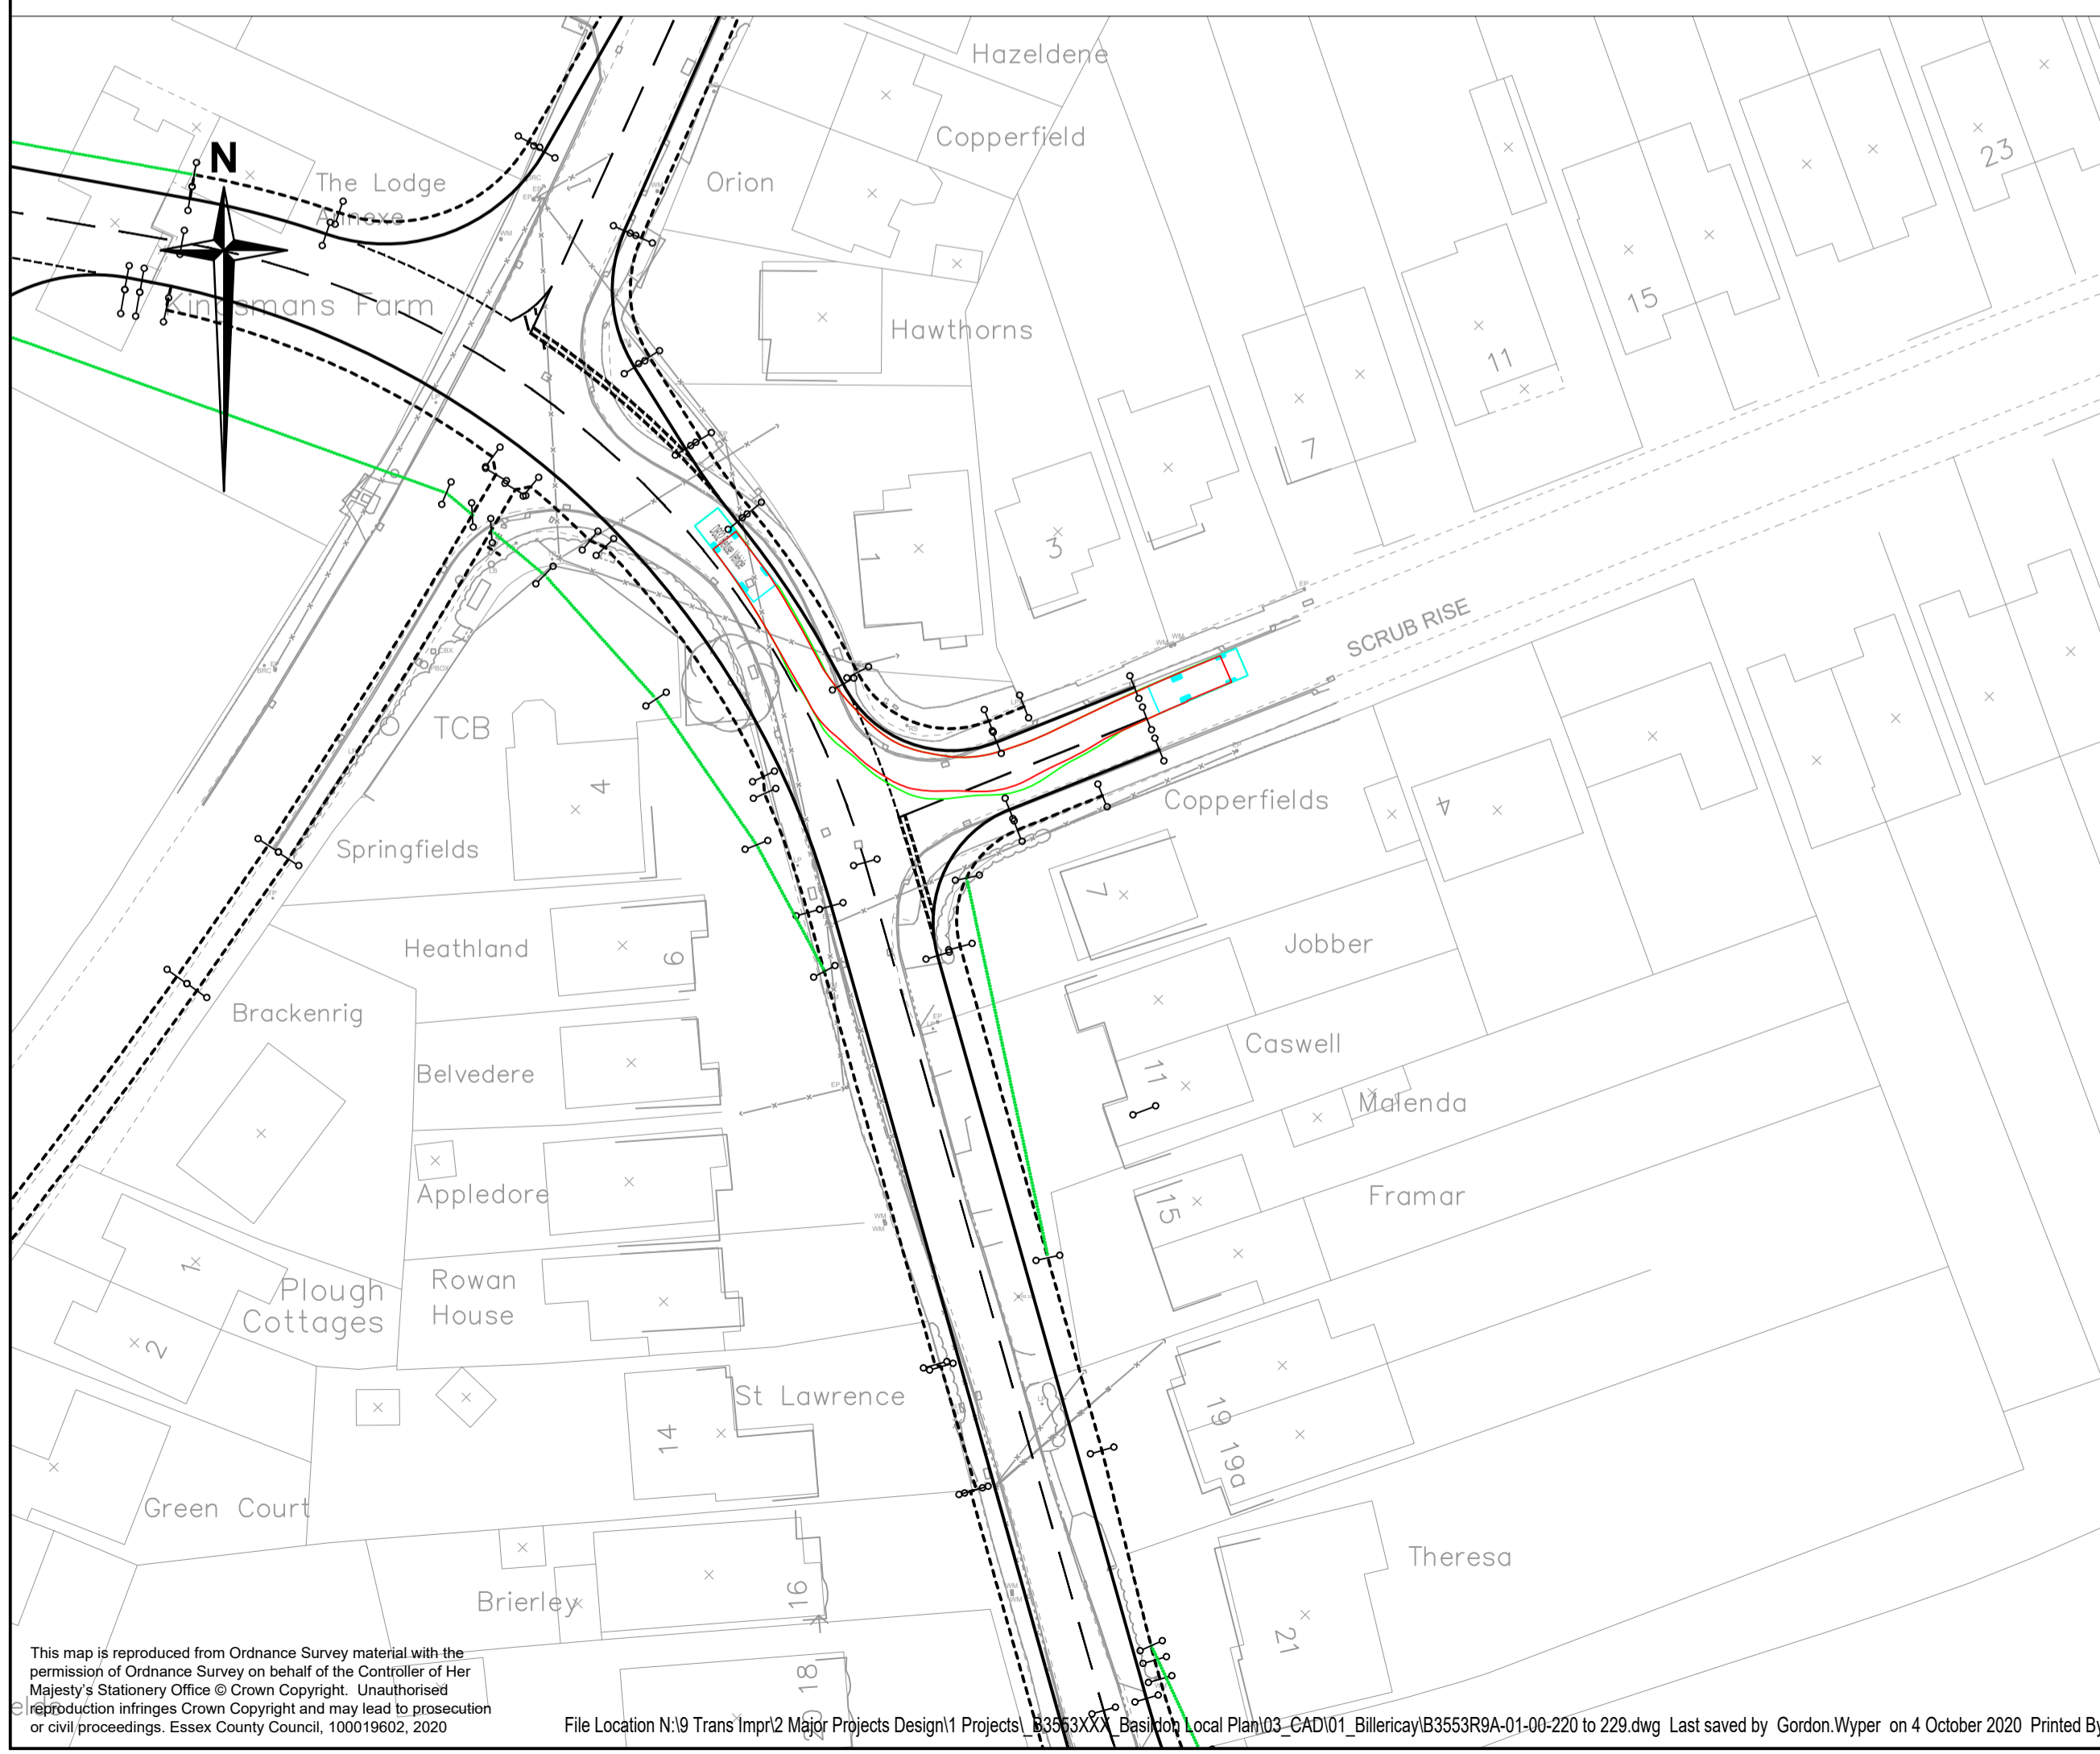 Hazeldene
Copperfield
23
N
The Lodge
Annexe
Orion
15
Kingsmans Farm
Hawthorns
11
7
1
3
SCRUB RISE
TCB
4
Copperfields
4
Springfields
7
Heathland
6
Jobber
Brackenrig
Caswell
Belvedere
11
Malenda
Appledore
Framar
15
1
Plough
Cottages
2
Rowan
House
St Lawrence
14
19 19a
Green Court
Theresa
Brierley
16
21
20 18
elds
This map is reproduced from Ordnance Survey material with the
permission of Ordnance Survey on behalf of the Controller of Her
Majesty's Stationery Office © Crown Copyright. Unauthorised
reproduction infringes Crown Copyright and may lead to prosecution
or civil proceedings. Essex County Council, 100019602, 2020
File Location N:\9 Trans Impr\2 Major Projects Design\1 Projects\_B3553XXX_Basildon Local Plan\03_CAD\01_Billericay\B3553R9A-01-00-220 to 229.dwg Last saved by Gordon.Wyper on 4 October 2020 Printed By